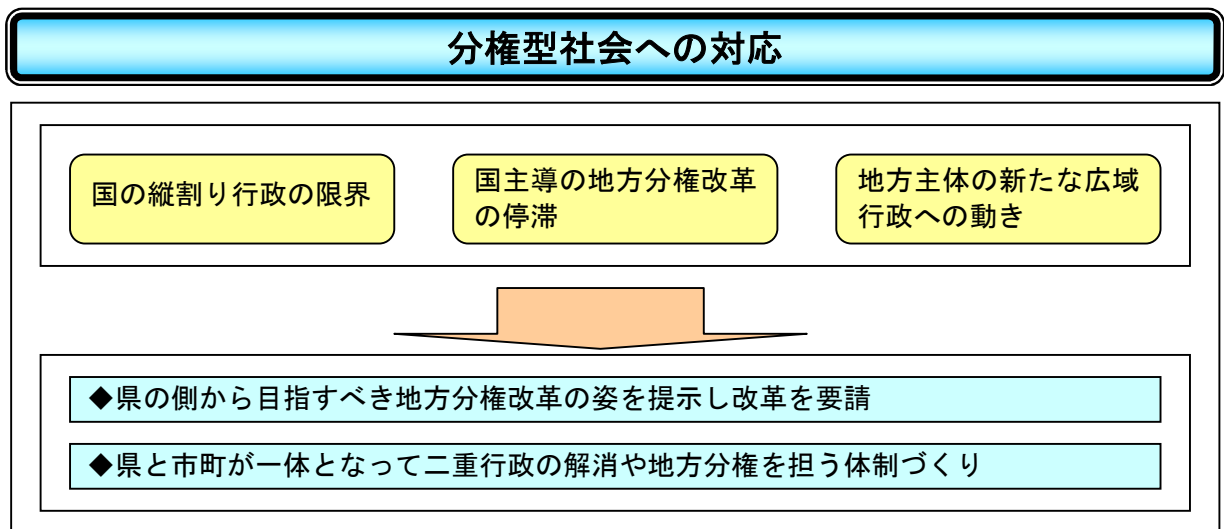 分権型社会への対応
国の縦割り行政の限界
国主導の地方分権改革
の停滞
地方主体の新たな広域
行政への動き
◆県の側から目指すべき地方分権改革の姿を提示し改革を要請
◆県と市町が一体となって二重行政の解消や地方分権を担う体制づくり